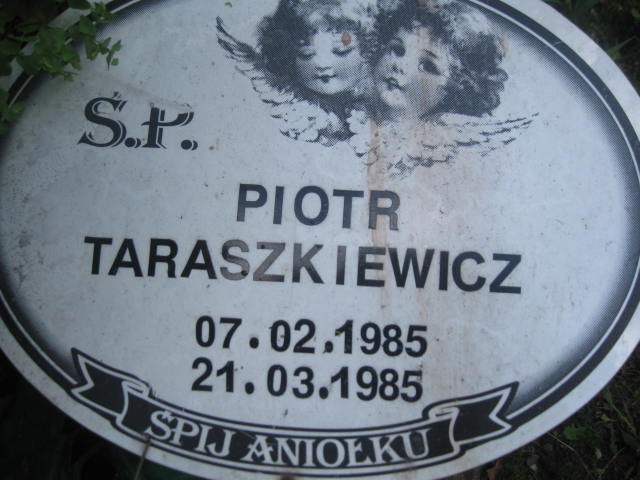 Ś.P.
PIOTR
TARASZKIEWICZ
07.02.1985
21.03.1985
ŚPIJ ANIOŁKU